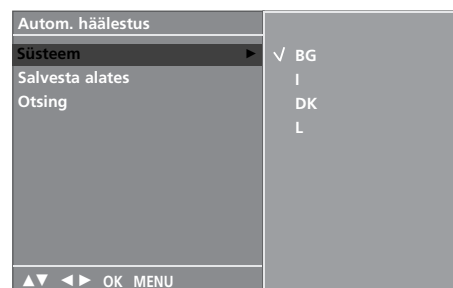 Autom. häälestus
Süsteem ►
Salvesta alates
Otsing
√ BG
I
DK
L
▲▼ ◄► OK MENU